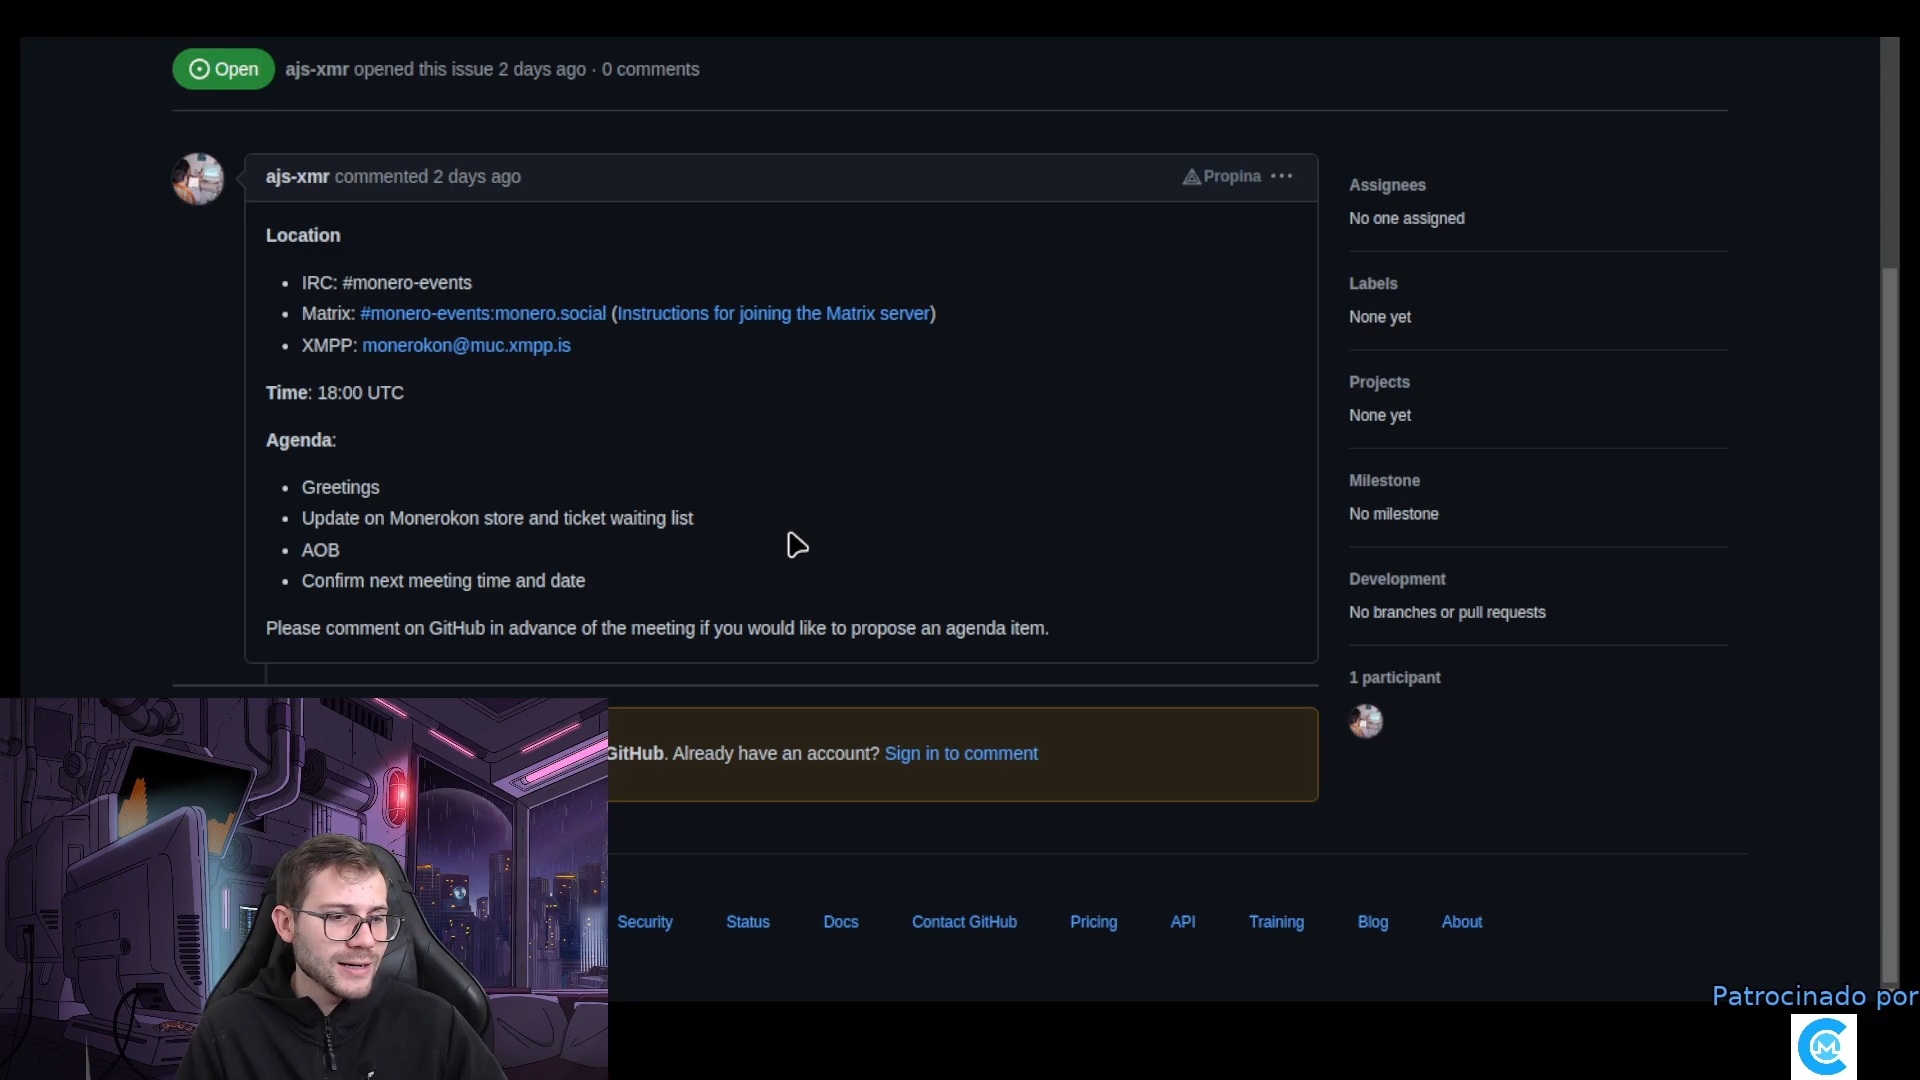 Open ajs-xmr opened this issue 2 days ago · 0 comments
ajs-xmr commented 2 days ago
Propina
Location
IRC: #monero-events
Matrix: #monero-events:monero.social (Instructions for joining the Matrix server)
XMPP: monerokon@muc.xmpp.is
Time: 18:00 UTC
Agenda:
Greetings
Update on Monerokon store and ticket waiting list
AOB
Confirm next meeting time and date
Please comment on GitHub in advance of the meeting if you would like to propose an agenda item.
Assignees
No one assigned
Labels
None yet
Projects
None yet
Milestone
No milestone
Development
No branches or pull requests
1 participant
GitHub. Already have an account? Sign in to comment
Security Status Docs Contact GitHub Pricing API Training Blog About
Patrocinado por